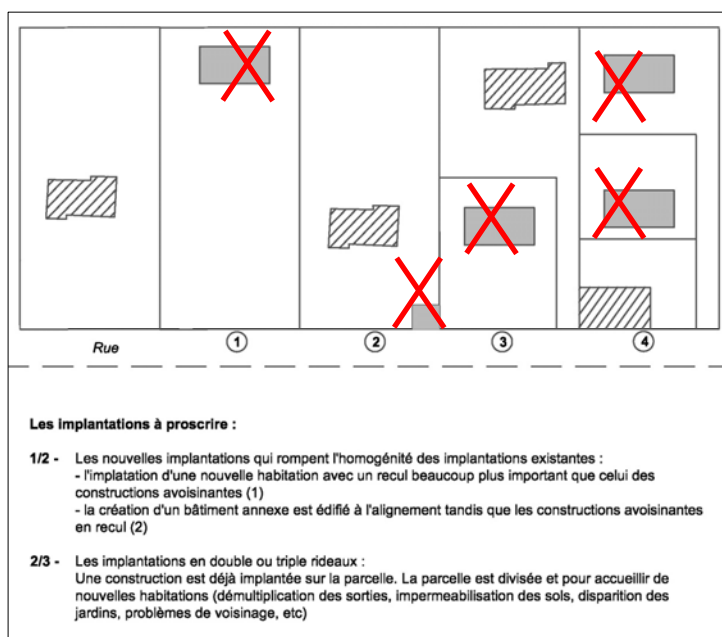 Rue
1
2
3
4
Les implantations à proscrire :
1/2 - Les nouvelles implantations qui rompent l'homogénité des implantations existantes :
- l'implatation d'une nouvelle habitation avec un recul beaucoup plus important que celui des
constructions avoisinantes (1)
- la création d'un bâtiment annexe est édifié à l'alignement tandis que les constructions avoisinantes
en recul (2)
2/3 - Les implantations en double ou triple rideaux :
Une construction est déjà implantée sur la parcelle. La parcelle est divisée et pour accueillir de
nouvelles habitations (démultiplication des sorties, impermeabilisation des sols, disparition des
jardins, problèmes de voisinage, etc)